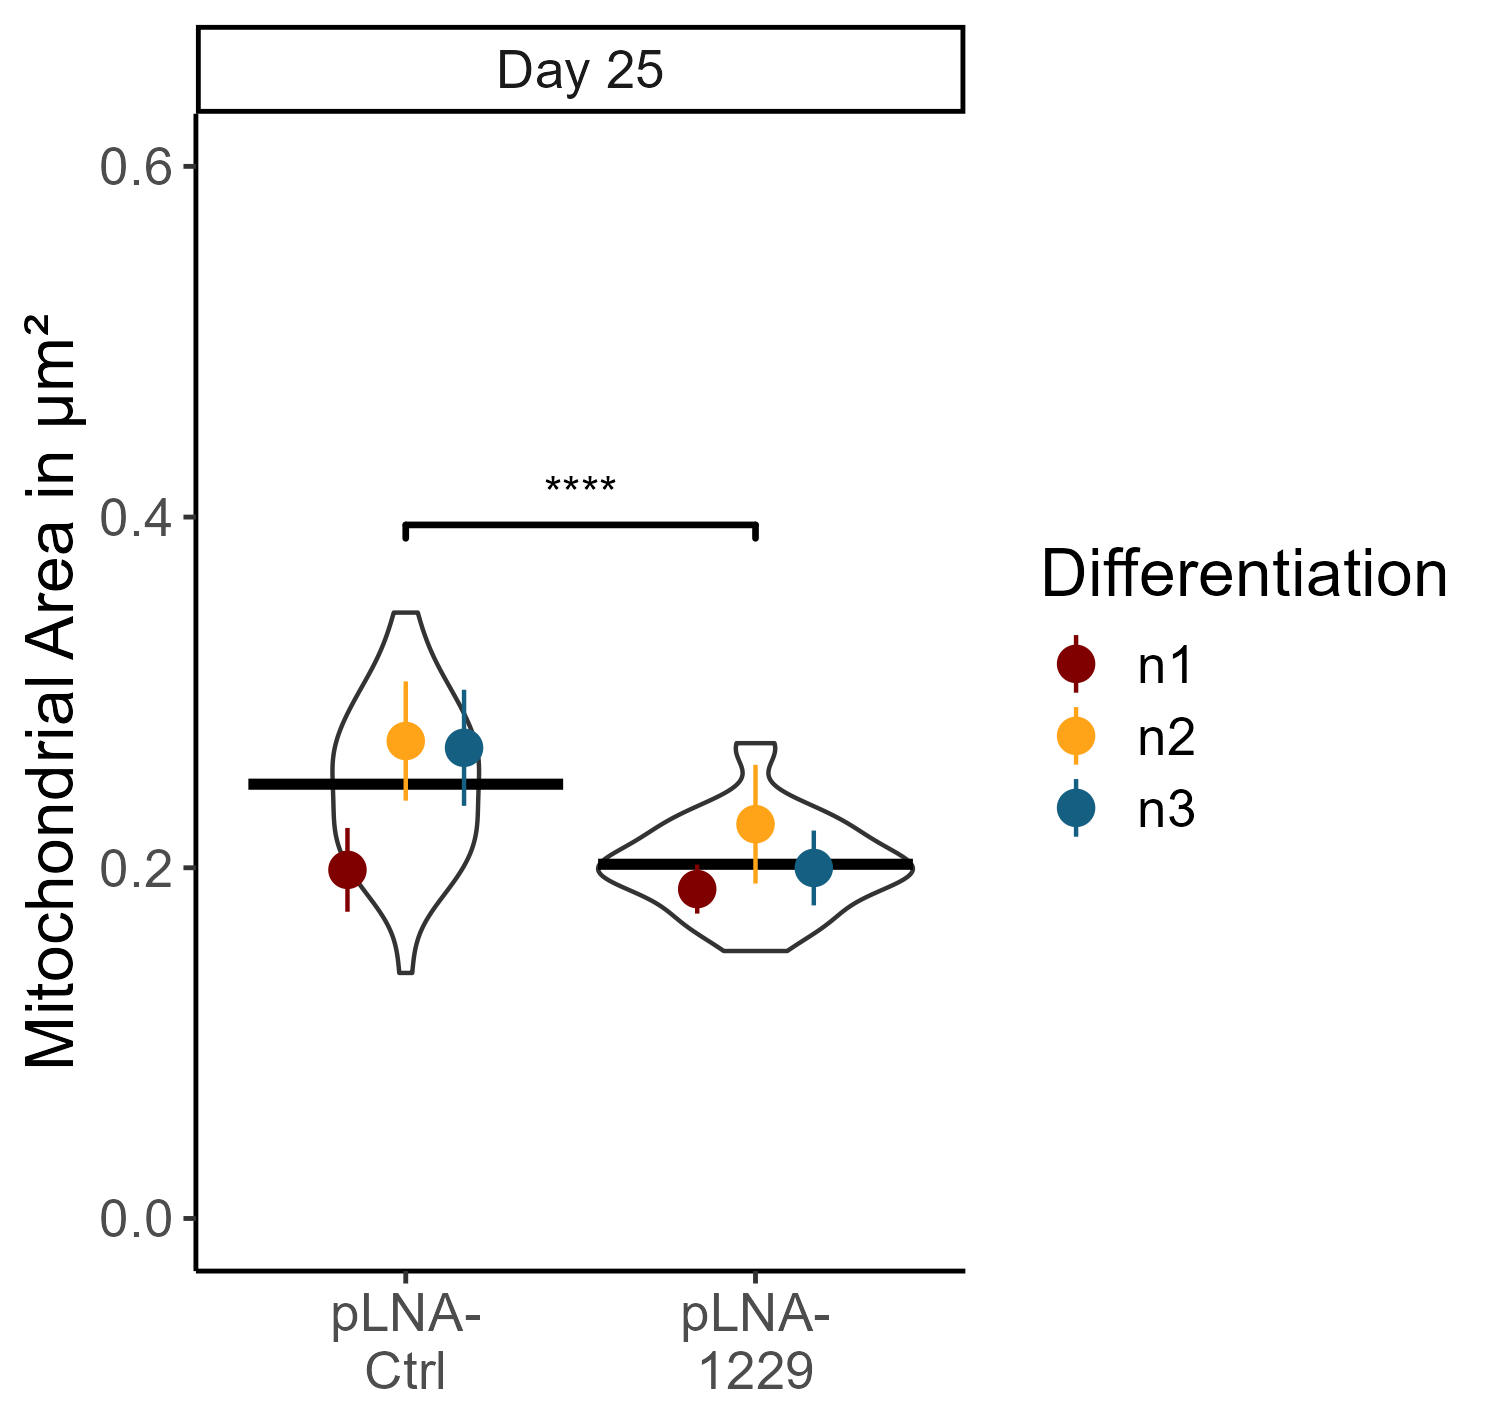 Day 25
Mitochondrial Area in µm²
0.6
0.4
0.2
0.0
****
pLNA-
Ctrl
pLNA-
1229
Differentiation
n1
n2
n3